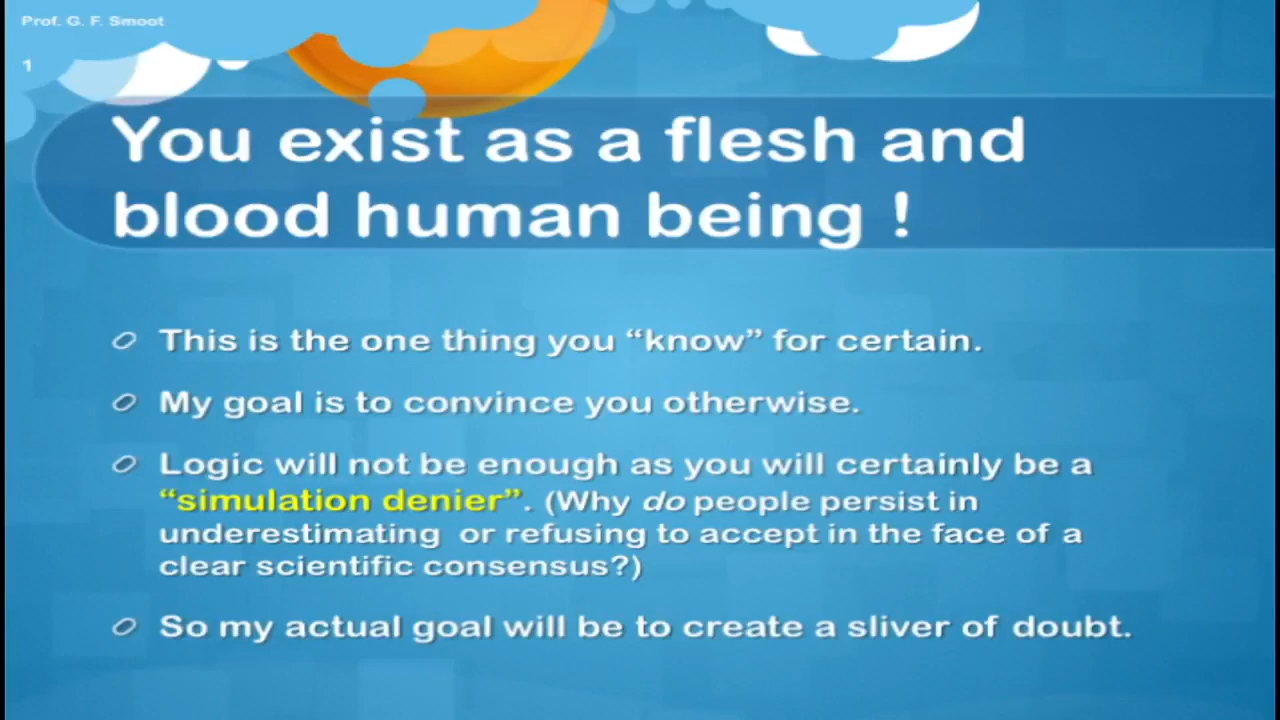 Prof. G. F. Smoot
1
You exist as a flesh and
blood human being !
This is the one thing you “know” for certain.
My goal is to convince you otherwise.
Logic will not be enough as you will certainly be a
“simulation denier”. (Why do people persist in
underestimating or refusing to accept in the face of a
clear scientific consensus?)
So my actual goal will be to create a sliver of doubt.